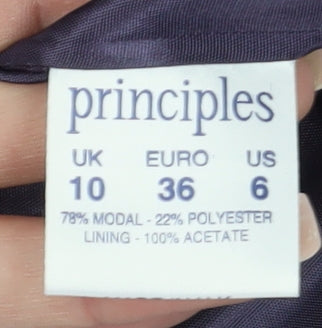 principles
UK EURO US
10 36 6
78% MODAL - 22% POLYESTER
LINING - 100% ACETATE